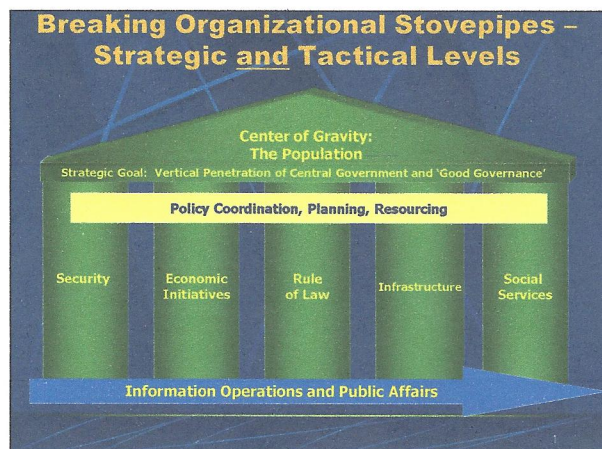 Breaking Organizational Stovepipes –
Strategic and Tactical Levels
Center of Gravity:
The Population
Strategic Goal: Vertical Penetration of Central Government and ‘Good Governance’
Policy Coordination, Planning, Resourcing
Security
Economic
Initiatives
Rule
of Law
Infrastructure
Social
Services
Information Operations and Public Affairs